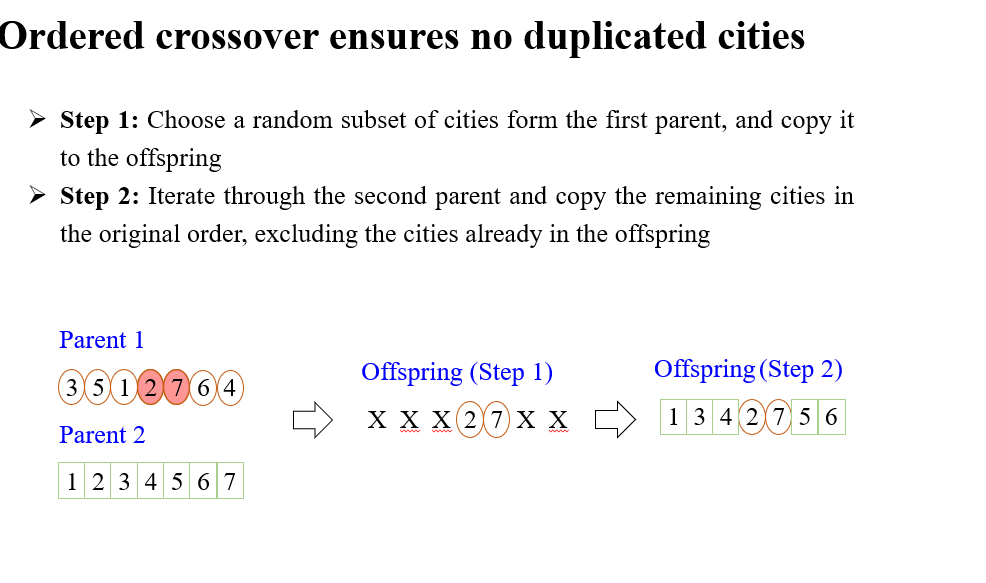 Ordered crossover ensures no duplicated cities
➢ Step 1: Choose a random subset of cities form the first parent, and copy it
to the offspring
➢ Step 2: Iterate through the second parent and copy the remaining cities in
the original order, excluding the cities already in the offspring
Parent 1
3 5 1 2 7 6 4
Parent 2
1 2 3 4 5 6 7
Offspring (Step 1)
X X X 2 7 X X
Offspring (Step 2)
1 3 4 2 7 5 6